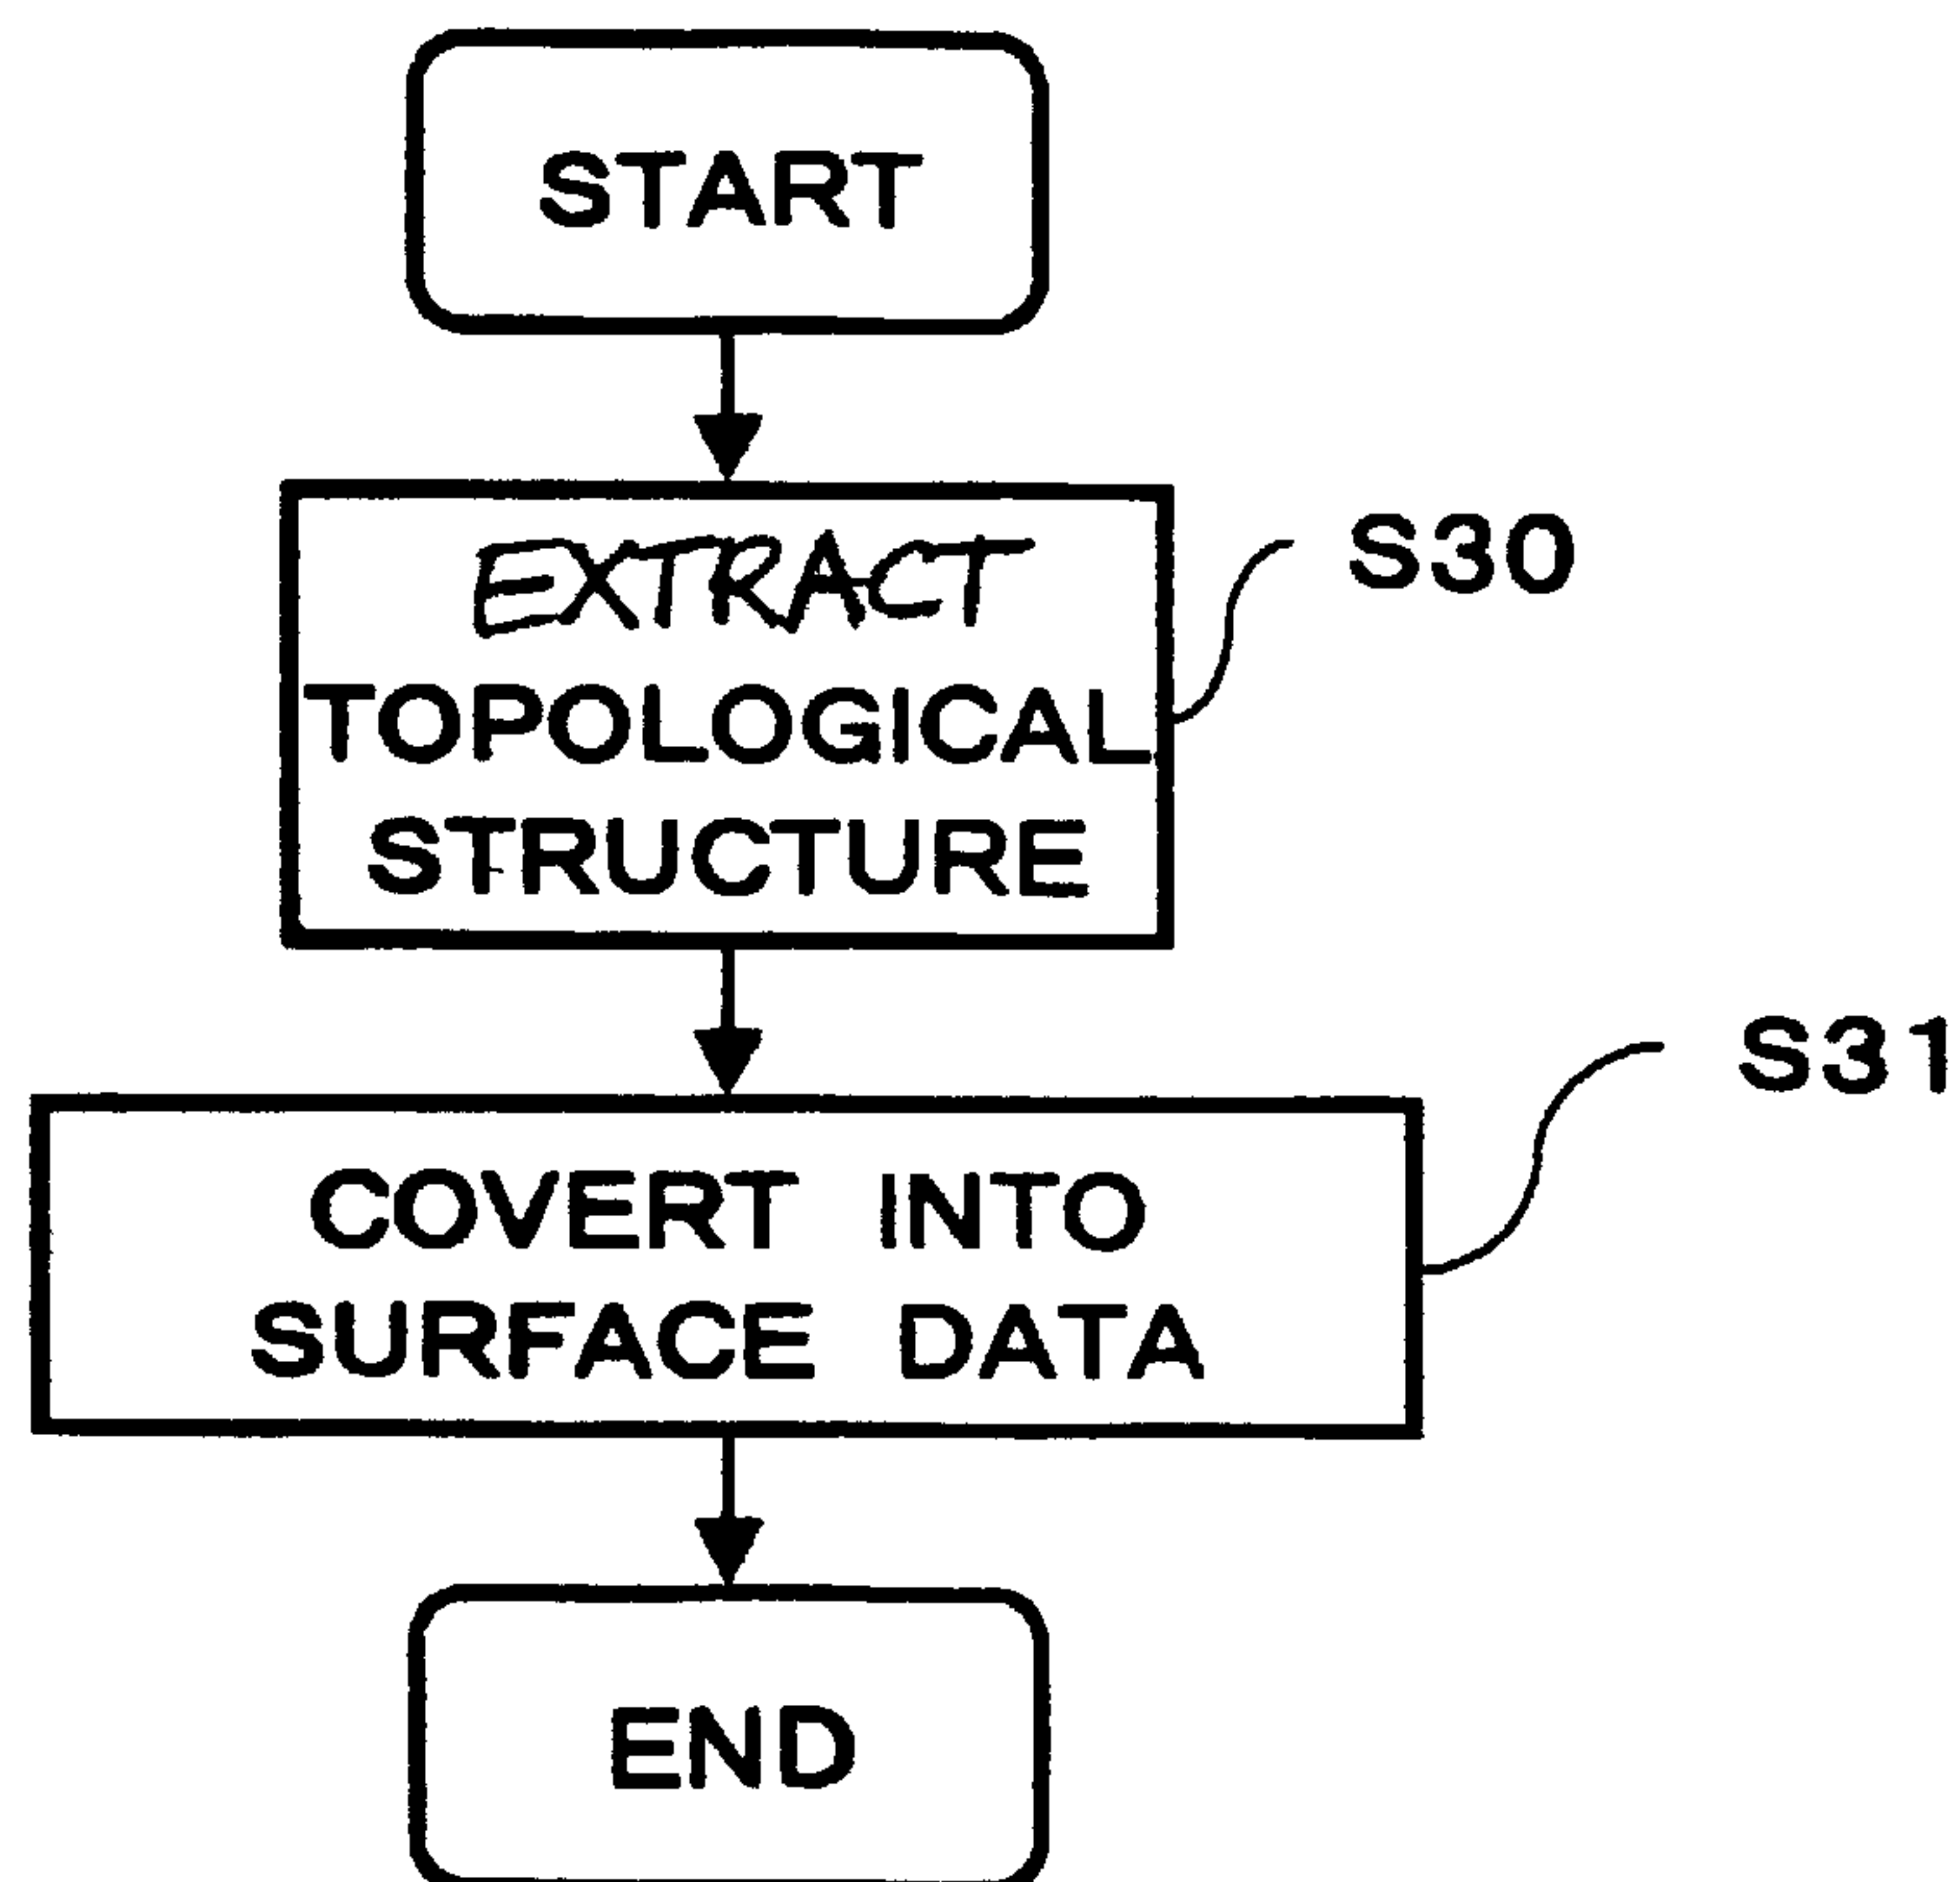 START
EXTRACT
S30
TOPOLOGICAL
STRUCTURE
S31
COVERT INTO
SURFACE DATA
END